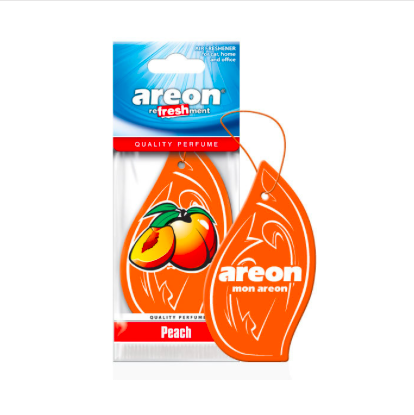 AIR FRESHENER
for car, home
and office
areon
refreshment
QUALITY PERFUME
areon
mon areon
QUALITY PERFUME
Peach